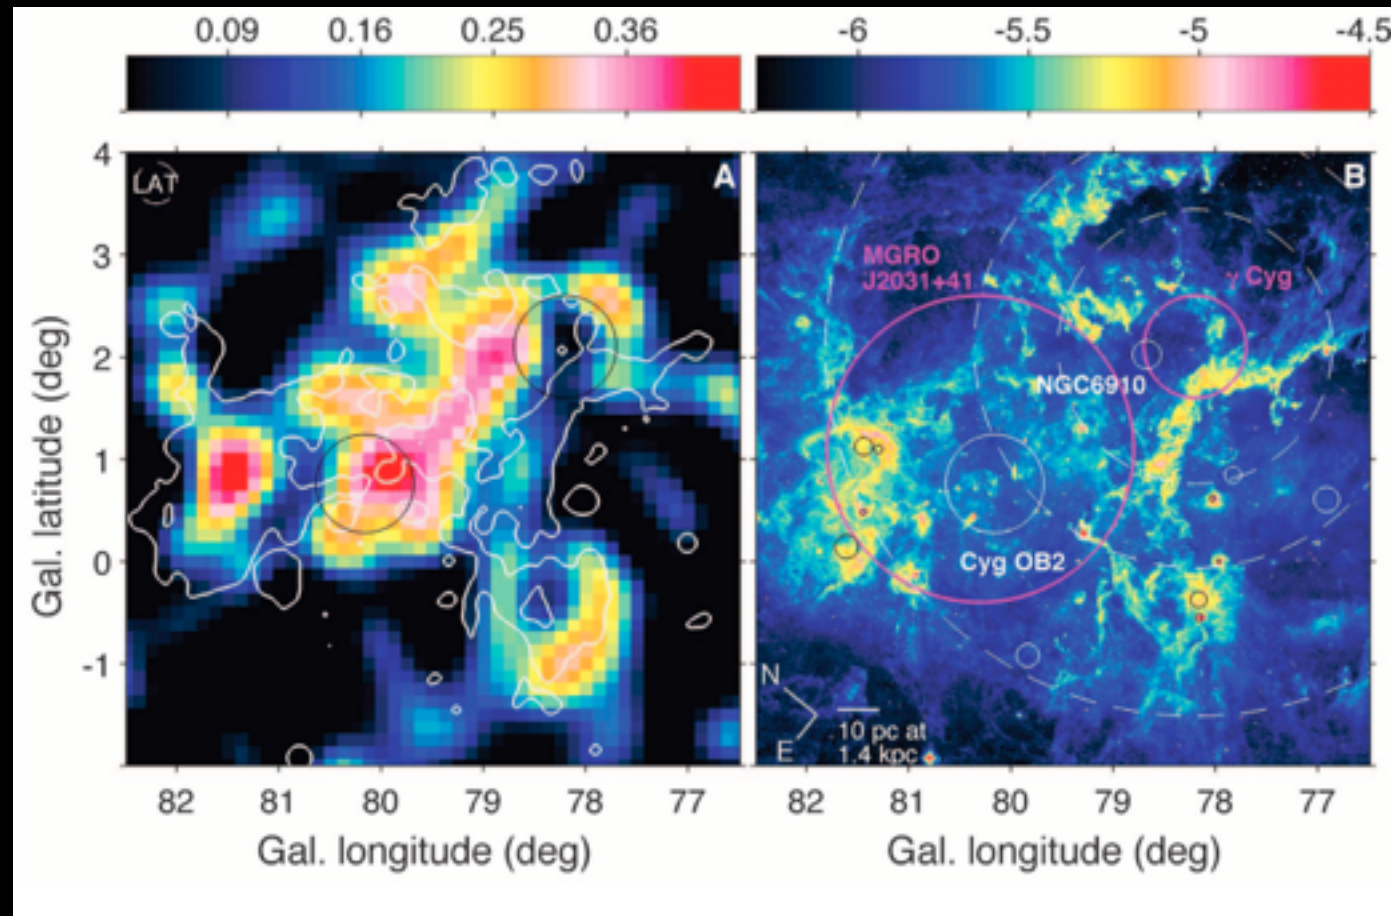 0.09 0.16 0.25 0.36
-6 -5.5 -5 -4.5
LAT
A
B
4
3
2
1
0
-1
Gal. latitude (deg)
MGRO
J2031+41
γ Cyg
NGC6910
Cyg OB2
N
E
10 pc at
1.4 kpc
82 81 80 79 78 77
82 81 80 79 78 77
Gal. longitude (deg)
Gal. longitude (deg)